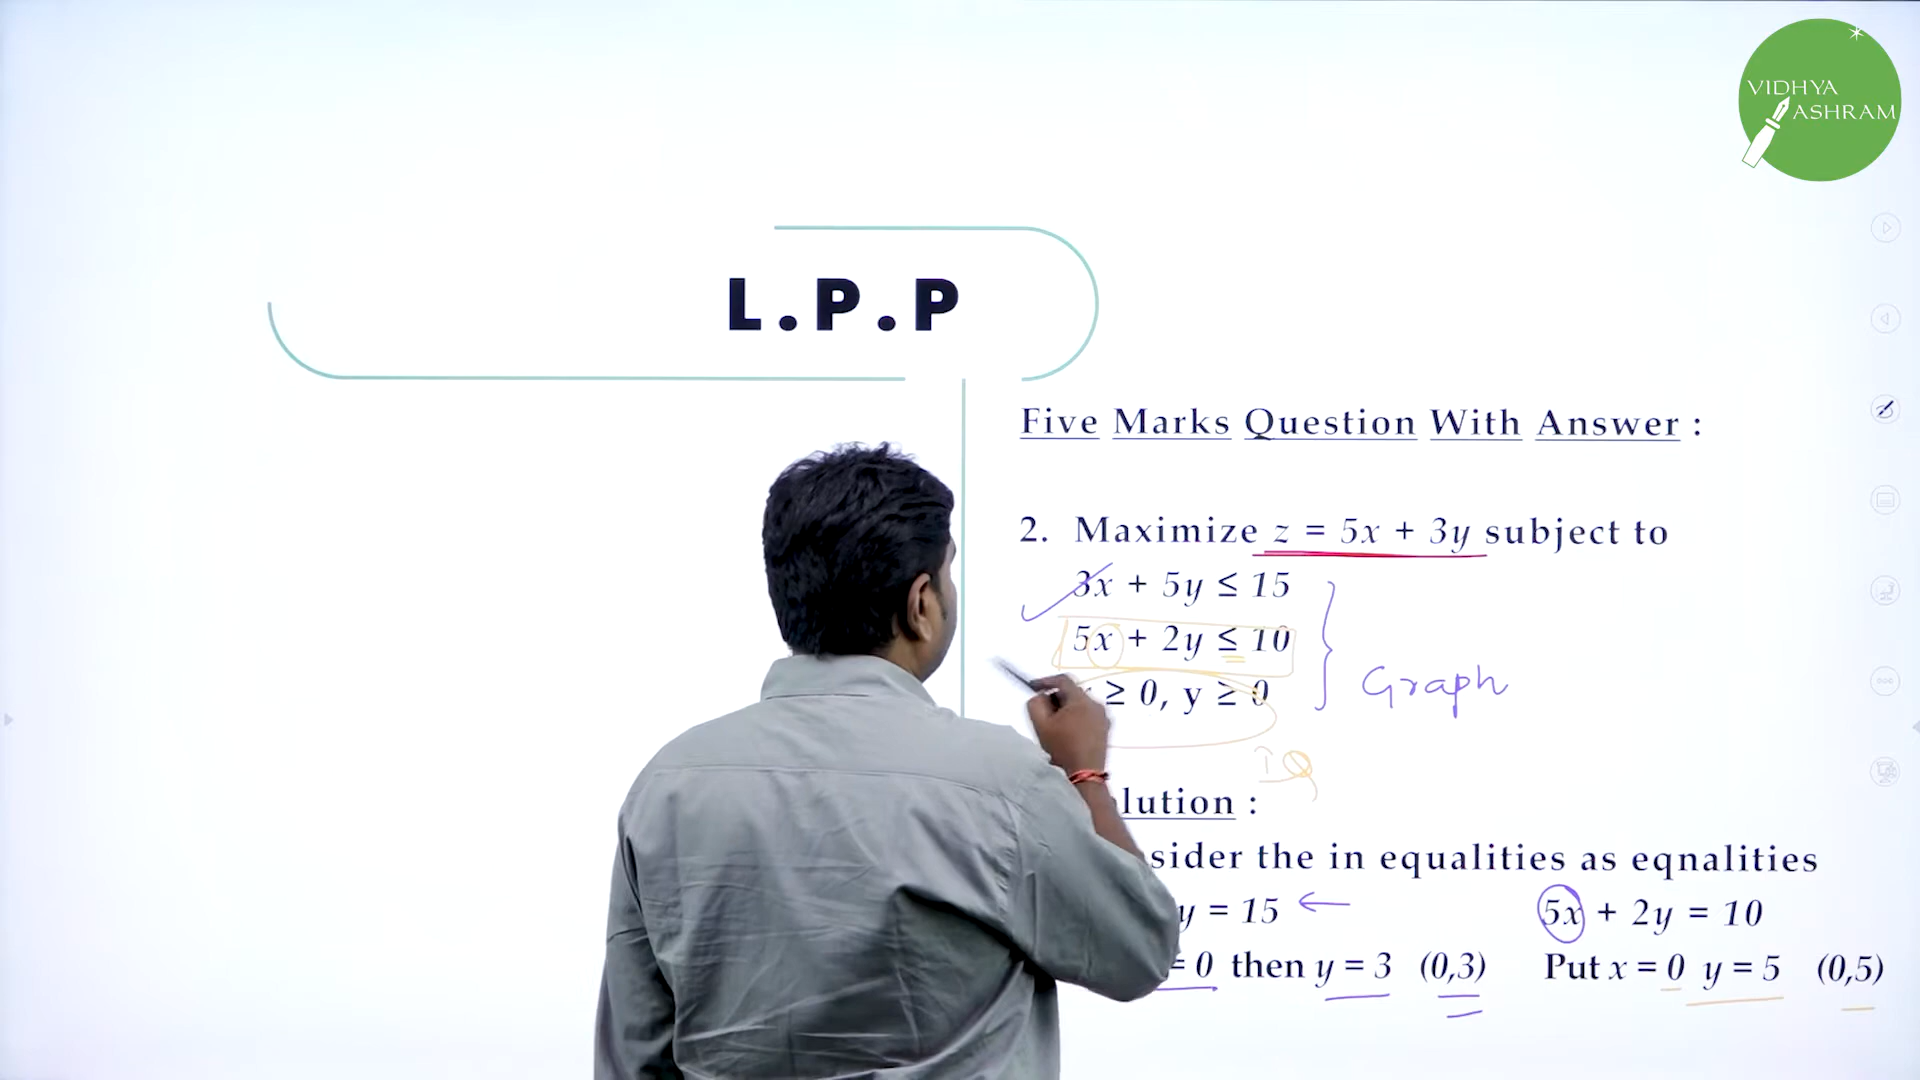 VIDHYA
ASHRAM
L.P.P
Five Marks Question With Answer :
2. Maximize z = 5x + 3y subject to
3x + 5y ≤ 15
5x + 2y ≤ 10
≥ 0, y ≥ 0
Graph
IQ
lution :
sider the in equalities as eqnalities
y = 15 ← 5x + 2y = 10
= 0 then y = 3 (0,3) Put x = 0 y = 5 (0,5)